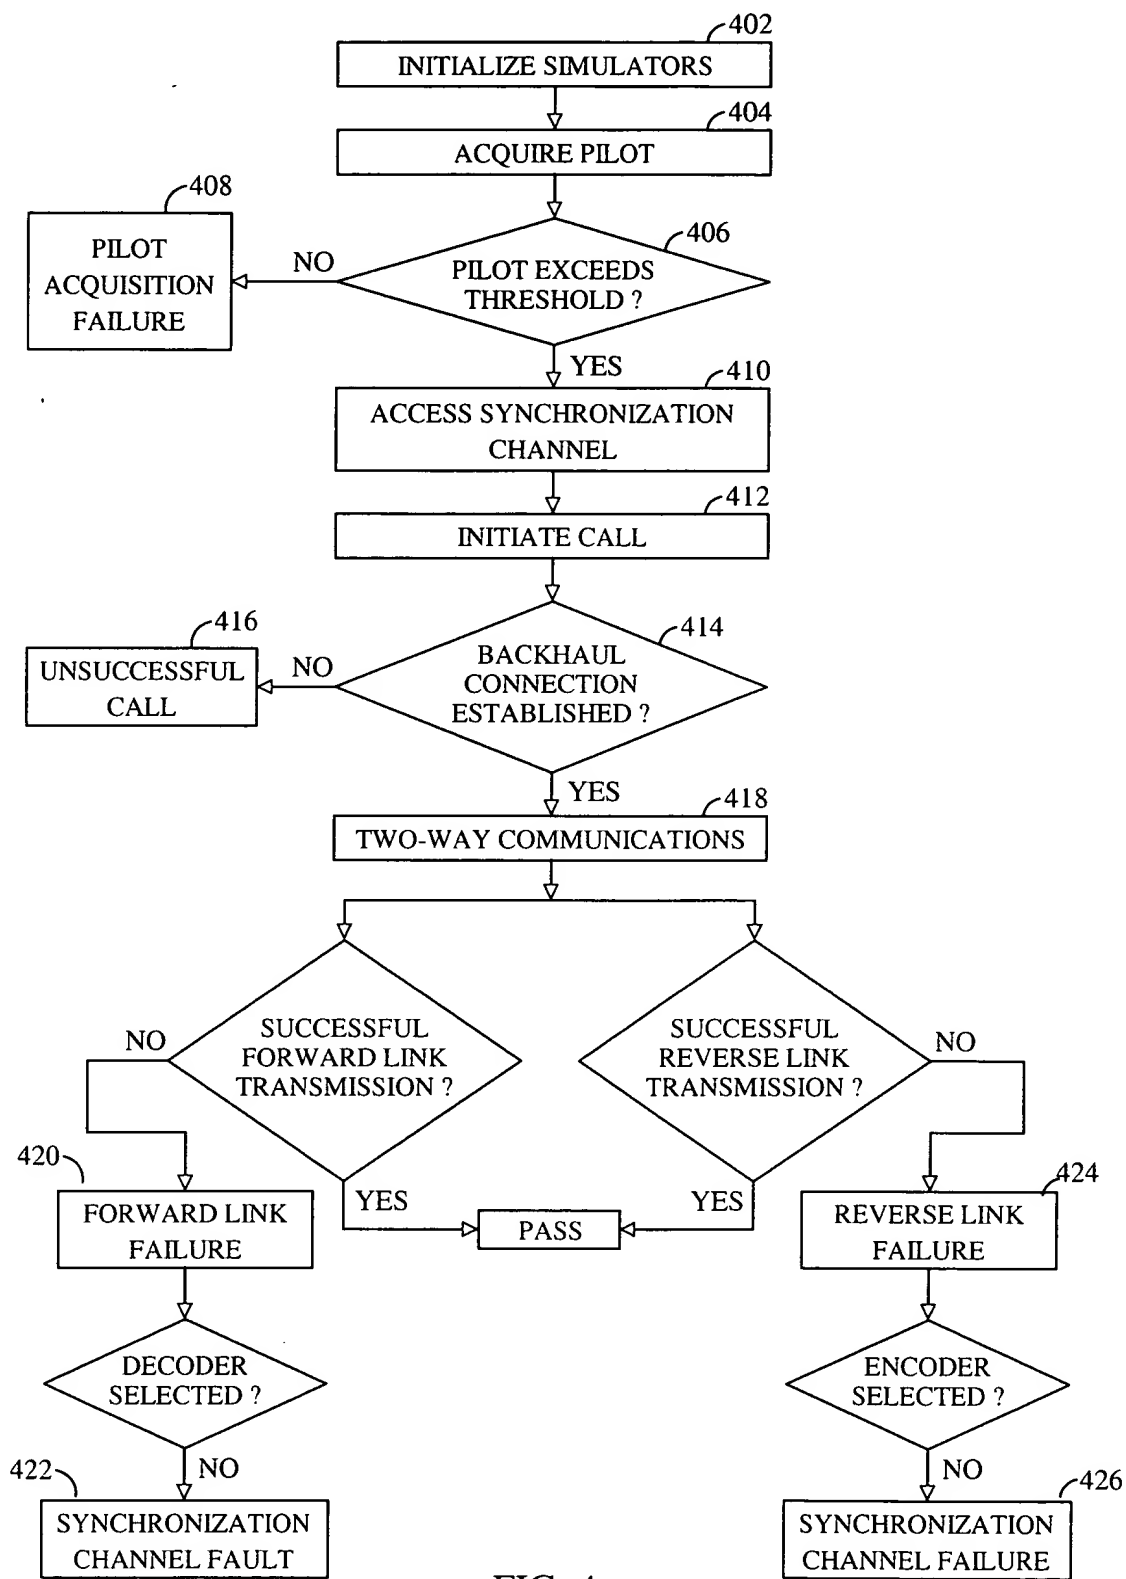 402
INITIALIZE SIMULATORS
404
ACQUIRE PILOT
408
PILOT
ACQUISITION
FAILURE
NO
406
PILOT EXCEEDS
THRESHOLD ?
YES
410
ACCESS SYNCHRONIZATION
CHANNEL
412
INITIATE CALL
416
UNSUCCESSFUL
CALL
NO
414
BACKHAUL
CONNECTION
ESTABLISHED ?
YES
418
TWO-WAY COMMUNICATIONS
NO
SUCCESSFUL
FORWARD LINK
TRANSMISSION ?
SUCCESSFUL
REVERSE LINK
TRANSMISSION ?
NO
420
FORWARD LINK
FAILURE
YES
PASS
YES
424
REVERSE LINK
FAILURE
DECODER
SELECTED ?
ENCODER
SELECTED ?
NO
NO
422
SYNCHRONIZATION
CHANNEL FAULT
426
SYNCHRONIZATION
CHANNEL FAILURE
FIG. 4